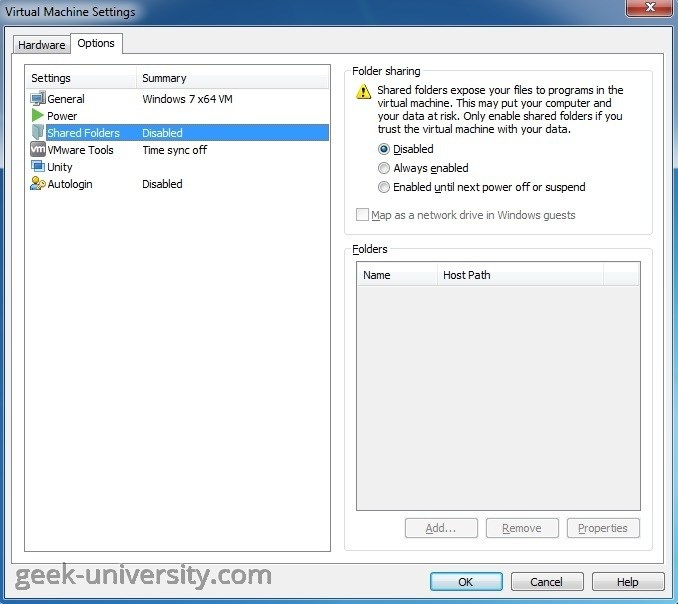 Virtual Machine Settings
Hardware Options
Settings Summary
General Windows 7 x64 VM
Power
Shared Folders Disabled
VMware Tools Time sync off
Unity
Autologin Disabled
Folder sharing
Shared folders expose your files to programs in the
virtual machine. This may put your computer and
your data at risk. Only enable shared folders if you
trust the virtual machine with your data.
Disabled
Always enabled
Enabled until next power off or suspend
Map as a network drive in Windows guests
Folders
Name Host Path
Add... Remove Properties
geek-university.com
OK Cancel Help